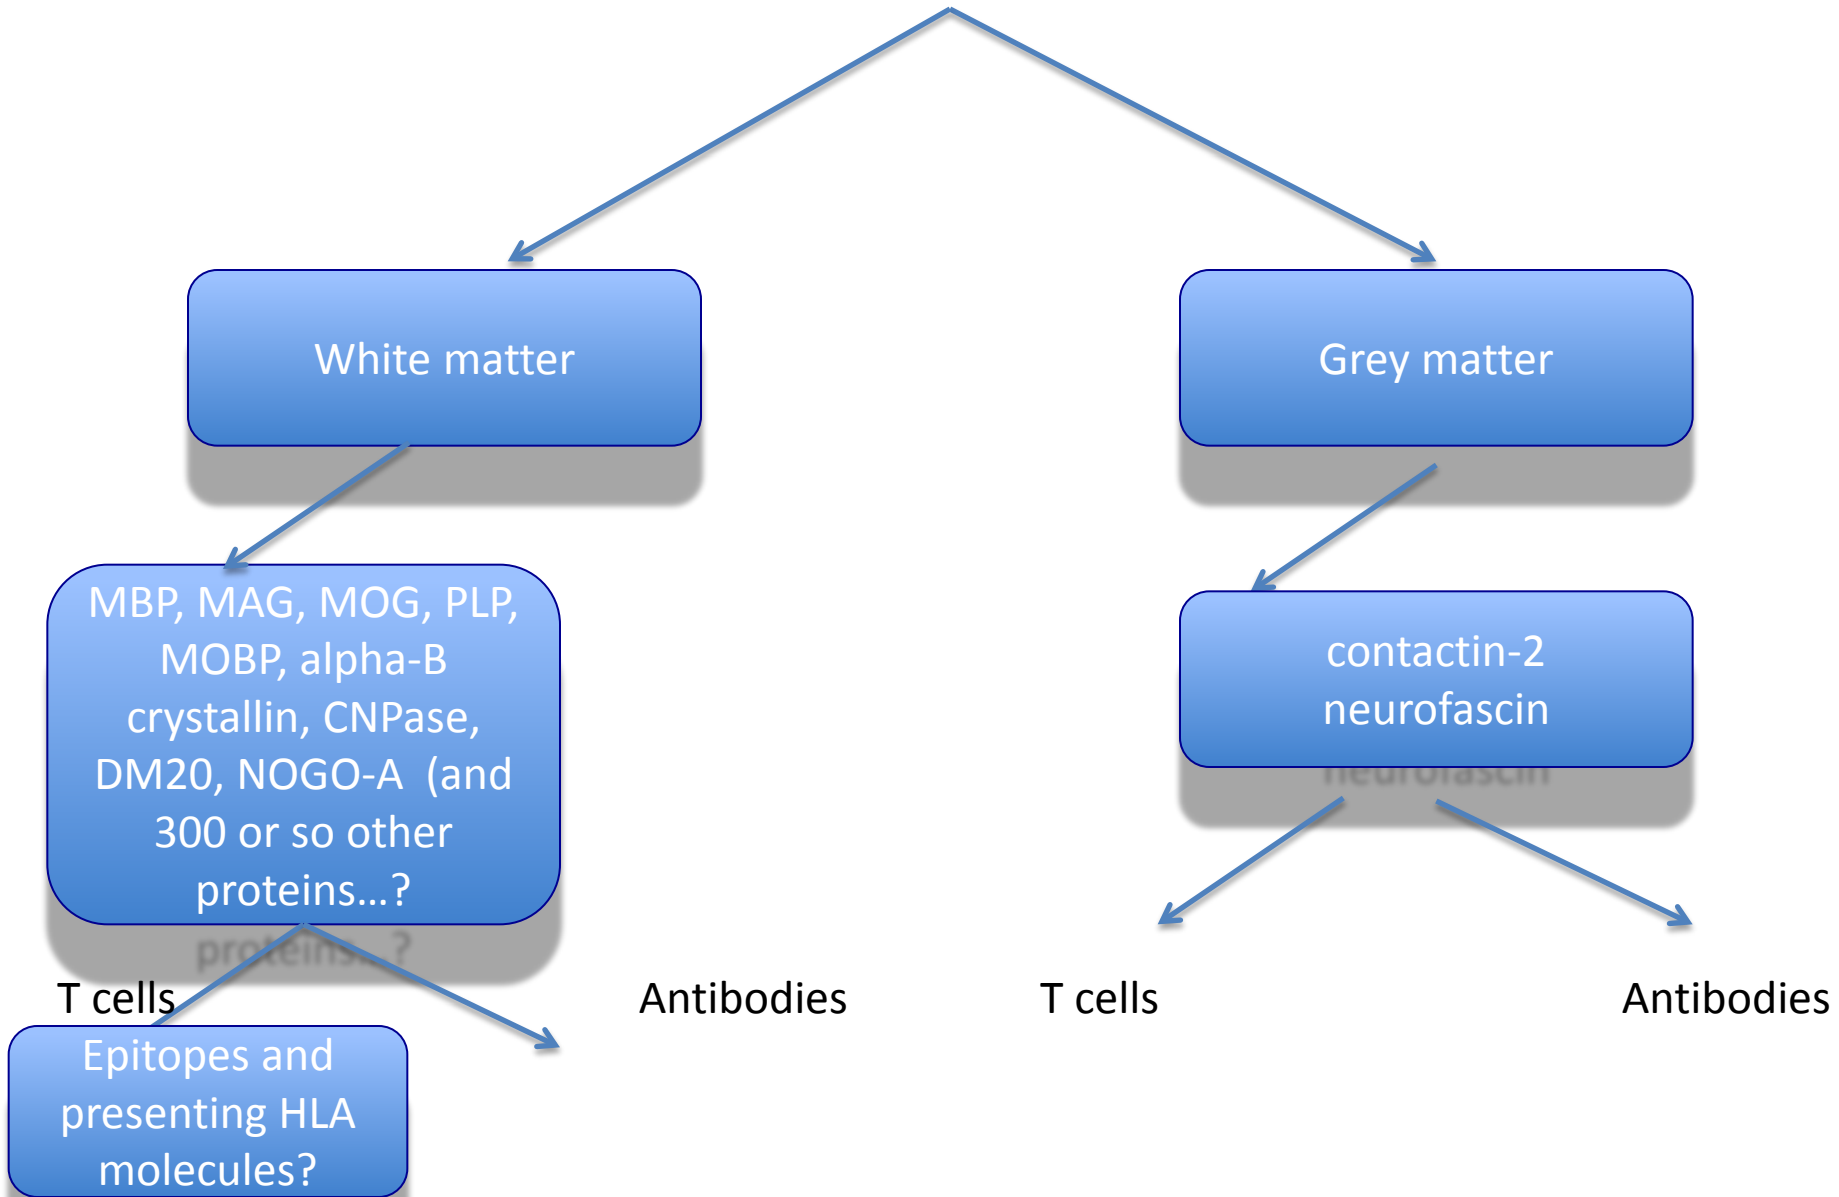 White matter
Grey matter
MBP, MAG, MOG, PLP,
MOBP, alpha-B
crystallin, CNPase,
DM20, NOGO-A (and
300 or so other
proteins...?
contactin-2
neurofascin
T cells
Antibodies
T cells
Antibodies
Epitopes and
presenting HLA
molecules?